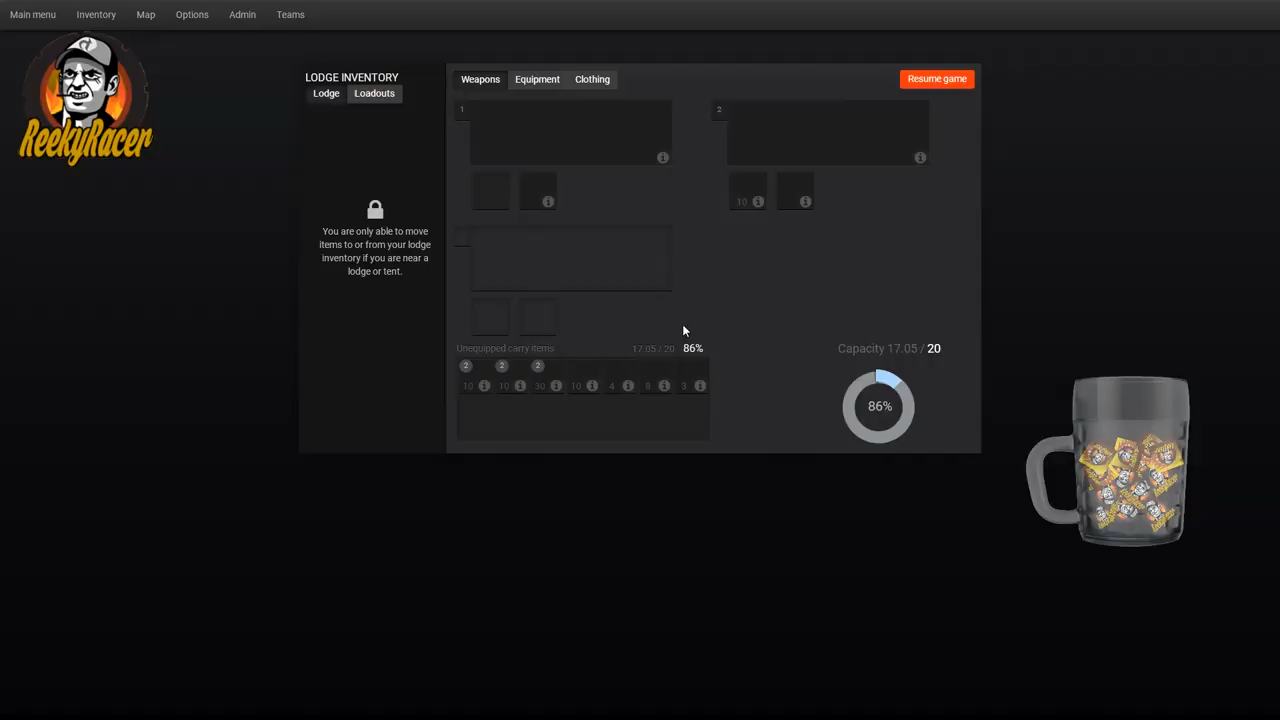 Main menu Inventory Map Options Admin Teams
ReekyRacer
LODGE INVENTORY
Lodge Loadouts
Weapons Equipment Clothing
Resume game
1 2
10
You are only able to move
items to or from your lodge
inventory if you are near a
lodge or tent.
Unequipped carry items 17.05 / 20 86%
Capacity 17.05 / 20
2 2 2
10 10 30 10 4 8 3
86%